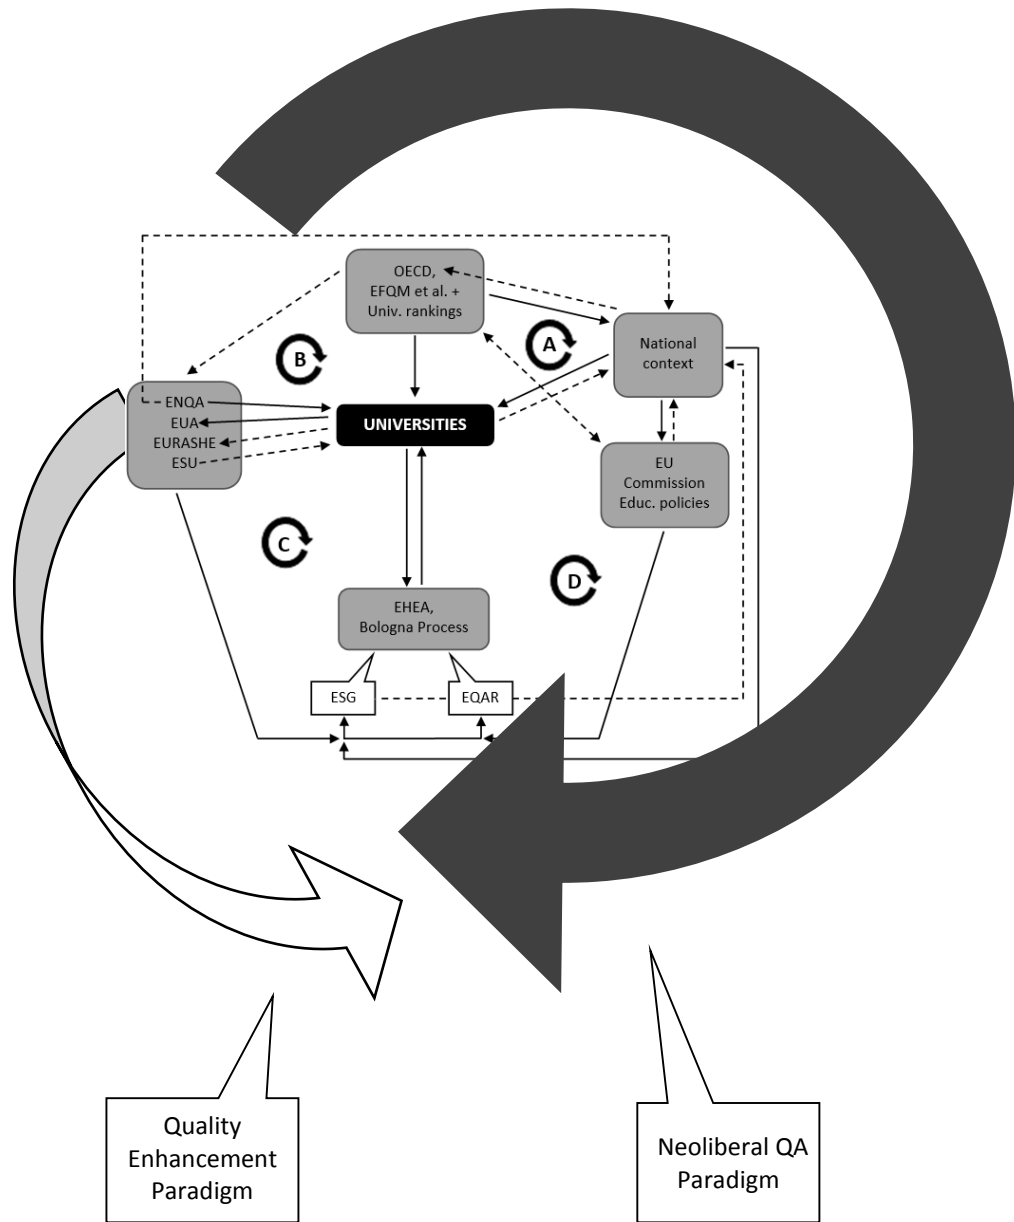 OECD,
EFQM et al. +
Univ. rankings
A
National
context
B
ENQA
EUA
EURASHE
ESU
UNIVERSITIES
EU
Commission
Educ. policies
C
D
EHEA,
Bologna Process
ESG
EQAR
Quality
Enhancement
Paradigm
Neoliberal QA
Paradigm